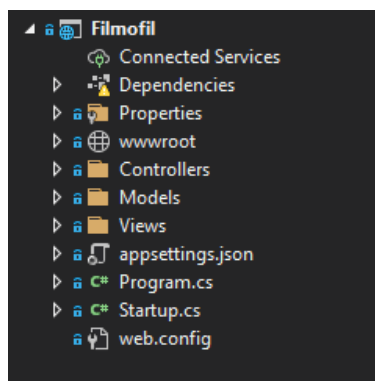 Filmofil
Connected Services
Dependencies
Properties
wwwroot
Controllers
Models
Views
appsettings.json
C# Program.cs
C# Startup.cs
web.config